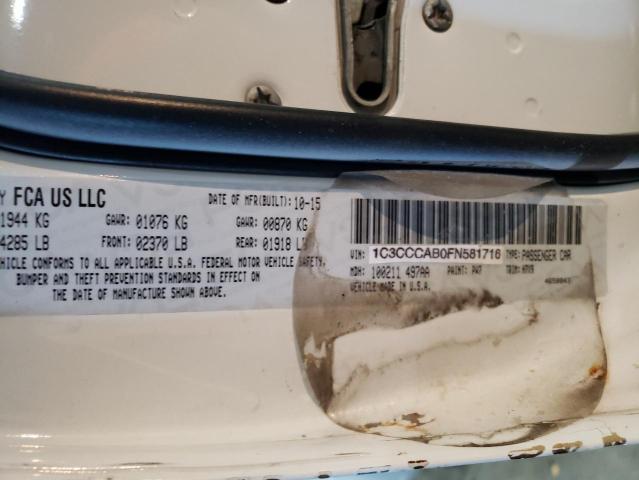 Y FCA US LLC
DATE OF MFR(BUILT): 10-15
1944 KG GAWR: 01076 KG GAWR: 00870 KG
4285 LB FRONT: 02370 LB REAR: 01918 LB
EHICLE CONFORMS TO ALL APPLICABLE U.S.A. FEDERAL MOTOR VEHICLE SAFETY,
BUMPER AND THEFT PREVENTION STANDARDS IN EFFECT ON
THE DATE OF MANUFACTURE SHOWN ABOVE.
VIN: 1C3CCCAB0FN581716 TYPE: PASSENGER CAR
MDH: 100211 497AA PAINT: PW7 TRIM:
VEHICLE MADE IN U.S.A.